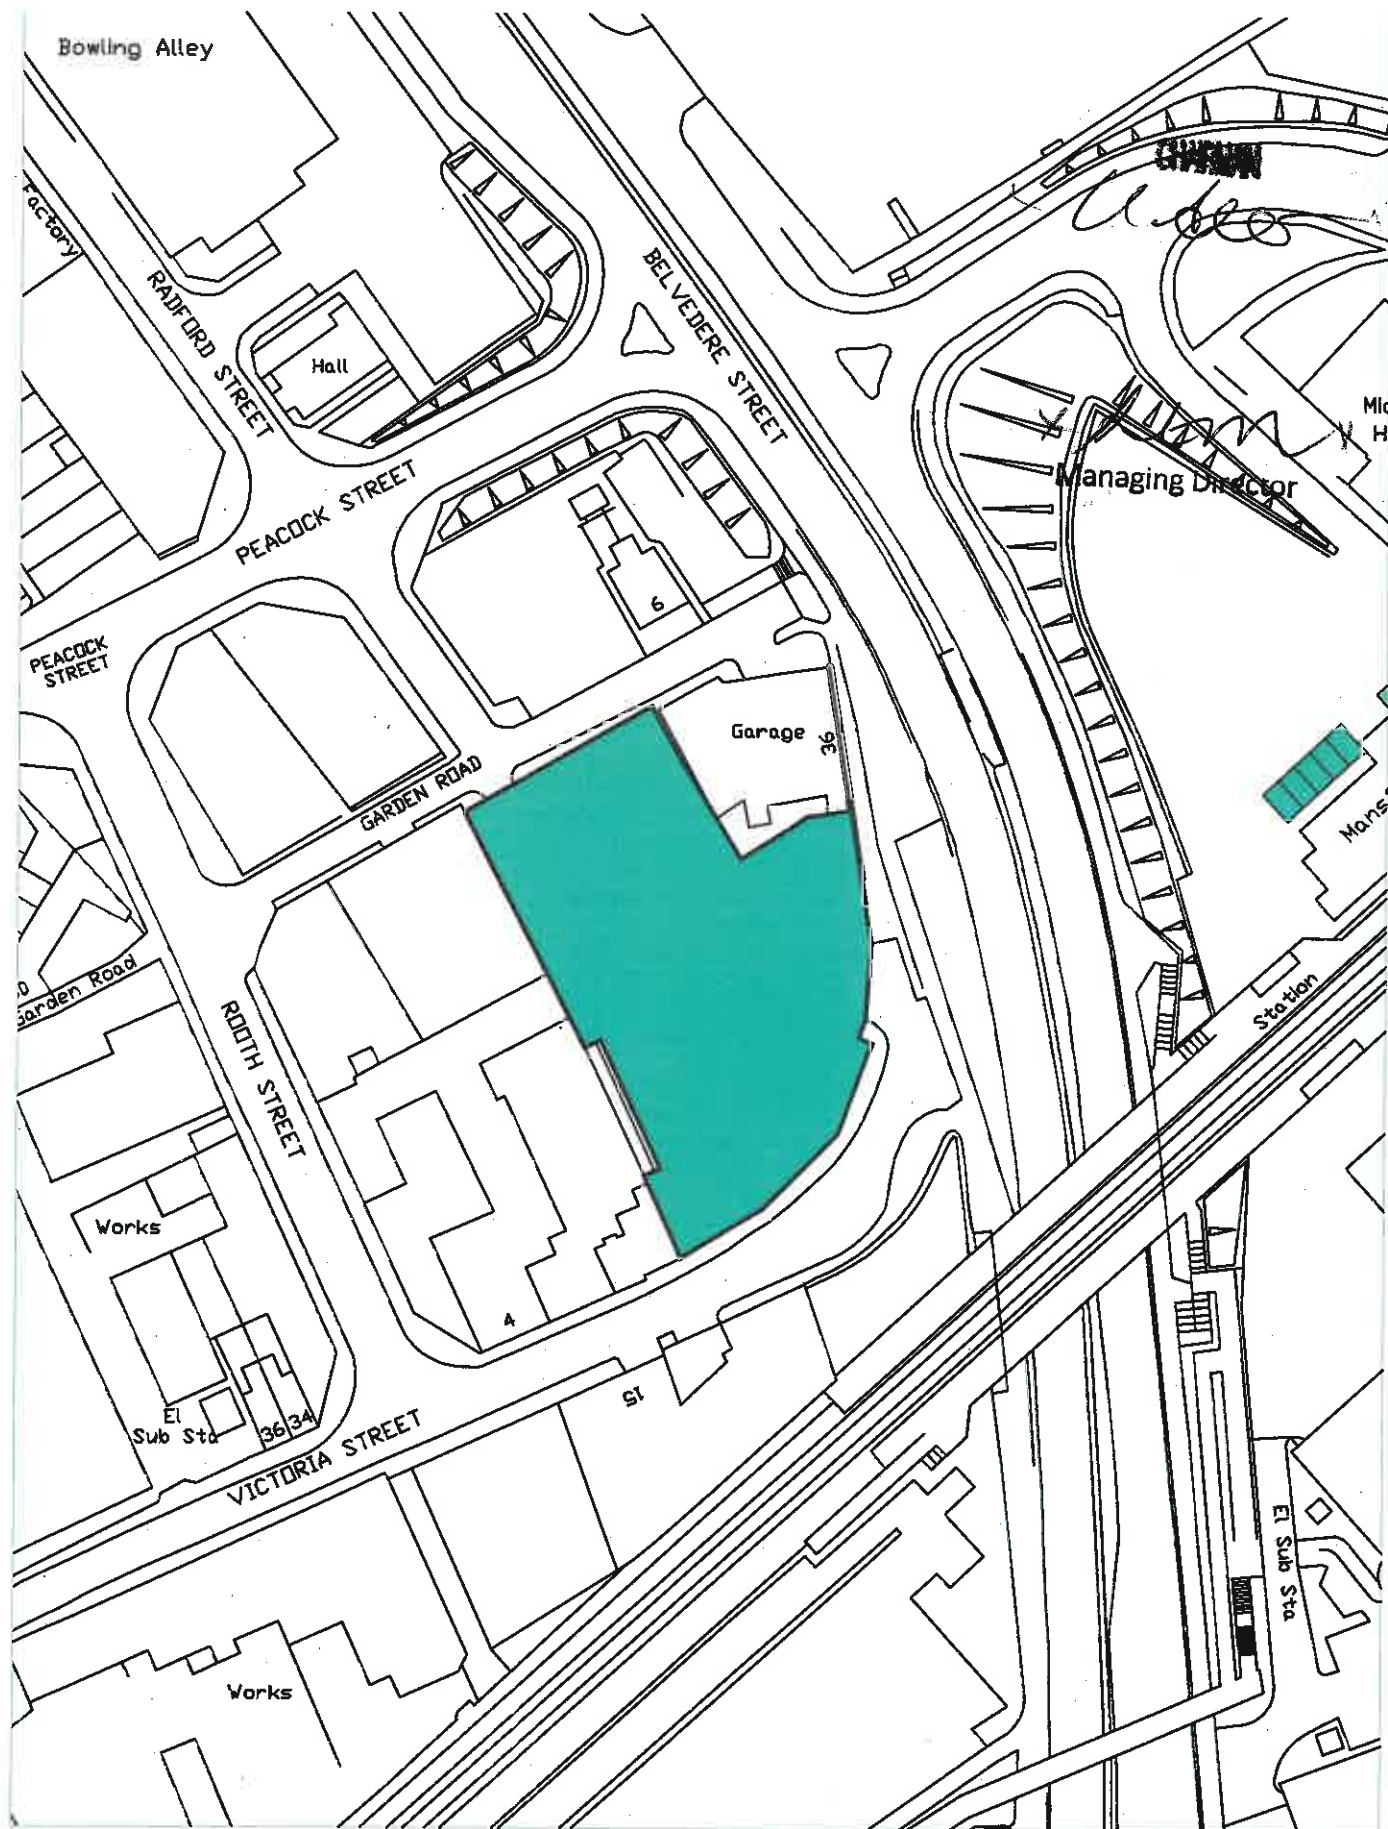 Bowling Alley
Factory
RADFORD STREET
Hall
BELVEDERE STREET
Managing Director
PEACOCK STREET
6
PEACOCK
STREET
Garage
36
GARDEN ROAD
Garden Road
ROOTH STREET
Station
Works
4
15
El
Sub Sta
36
34
VICTORIA STREET
El Sub Sta
Works